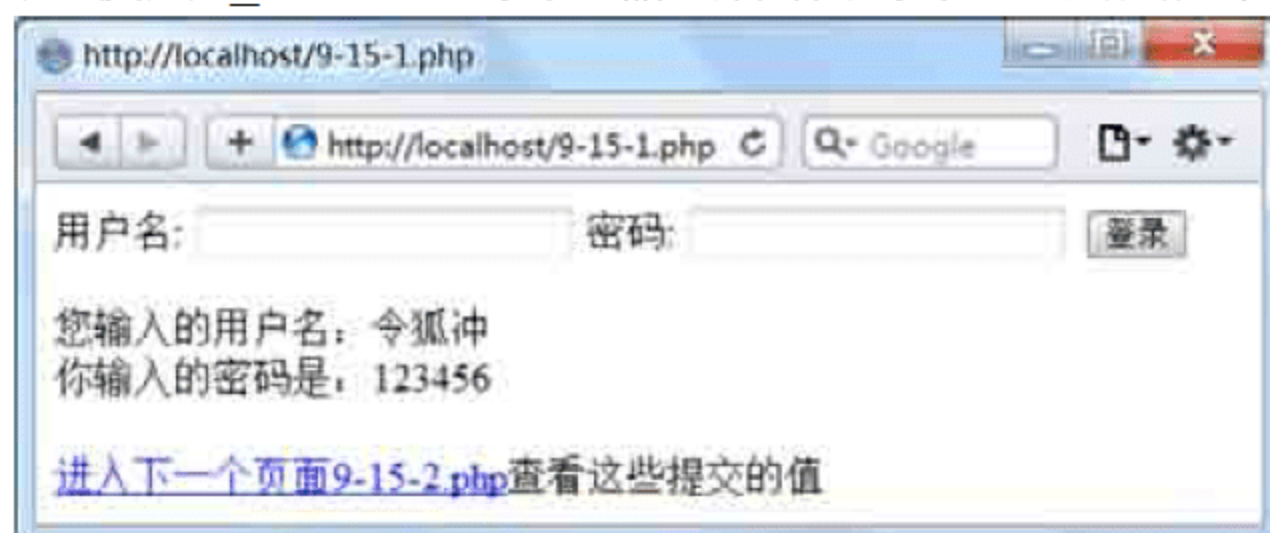 http://localhost/9-15-1.php
http://localhost/9-15-1.php Google
用户名: 密码: 登录
您输入的用户名：令狐冲
你输入的密码是：123456
进入下一个页面9-15-2.php查看这些提交的值